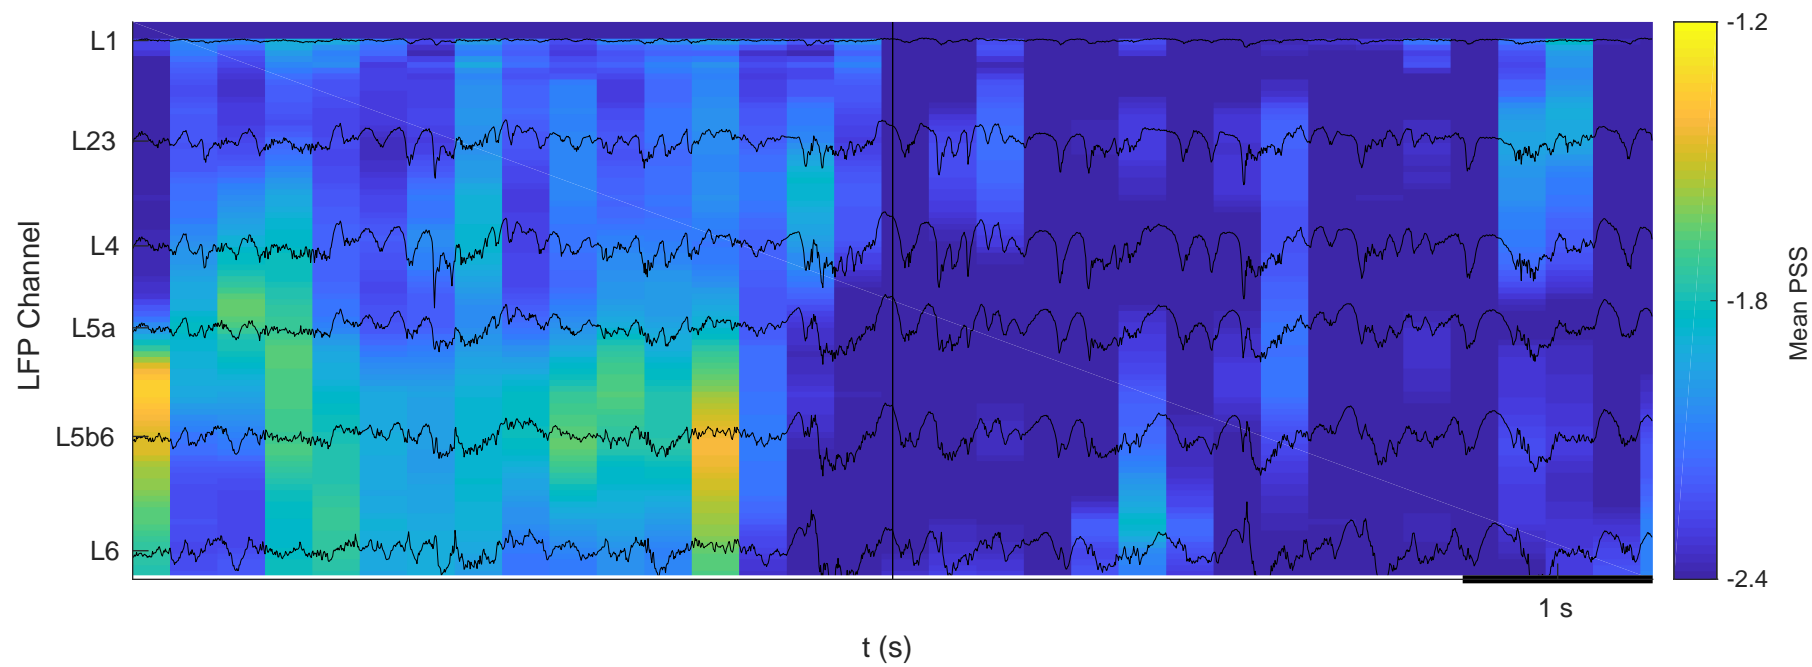 LFP Channel
L1
L23
L4
L5a
L5b6
L6
1 s
t (s)
-1.2
-1.8
-2.4
Mean PSS